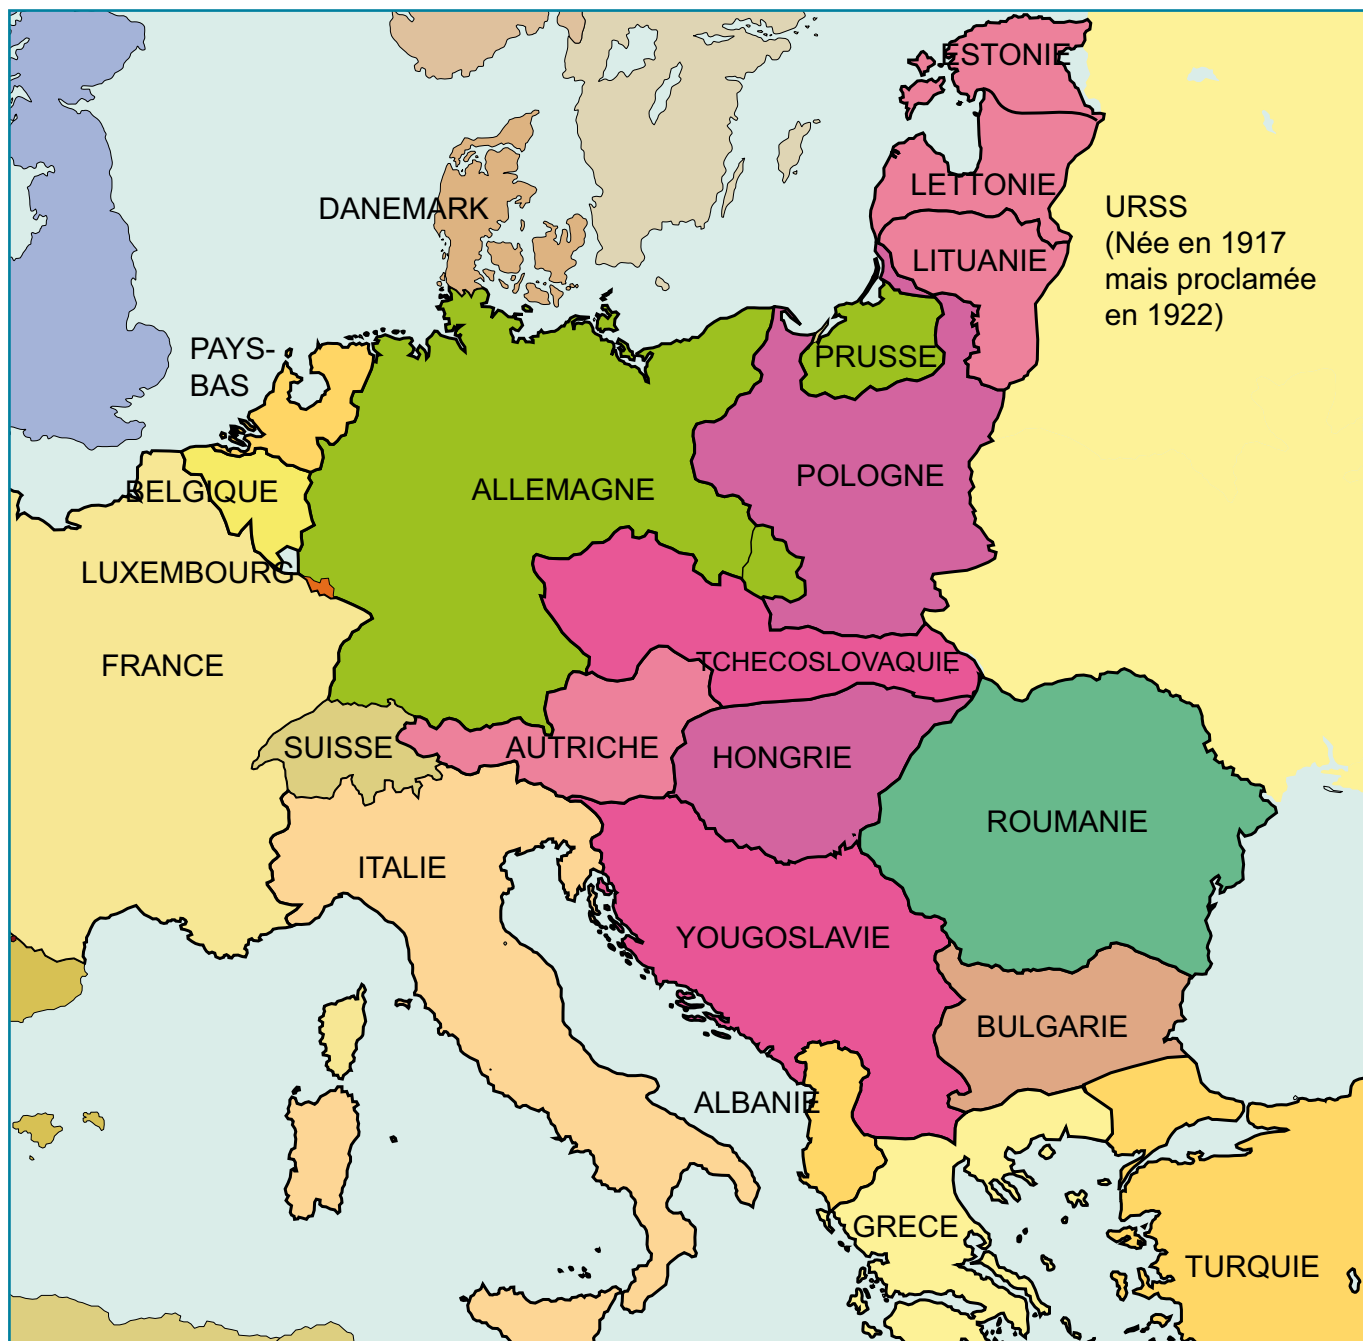 ESTONIE
LETTONIE
DANEMARK
URSS
(Née en 1917
mais proclamée
en 1922)
LITUANIE
PAYS-
BAS
PRUSSE
POLOGNE
BELGIQUE
ALLEMAGNE
LUXEMBOURG
FRANCE
TCHECOSLOVAQUIE
SUISSE
AUTRICHE
HONGRIE
ROUMANIE
ITALIE
YOUGOSLAVIE
BULGARIE
ALBANIE
GRECE
TURQUIE